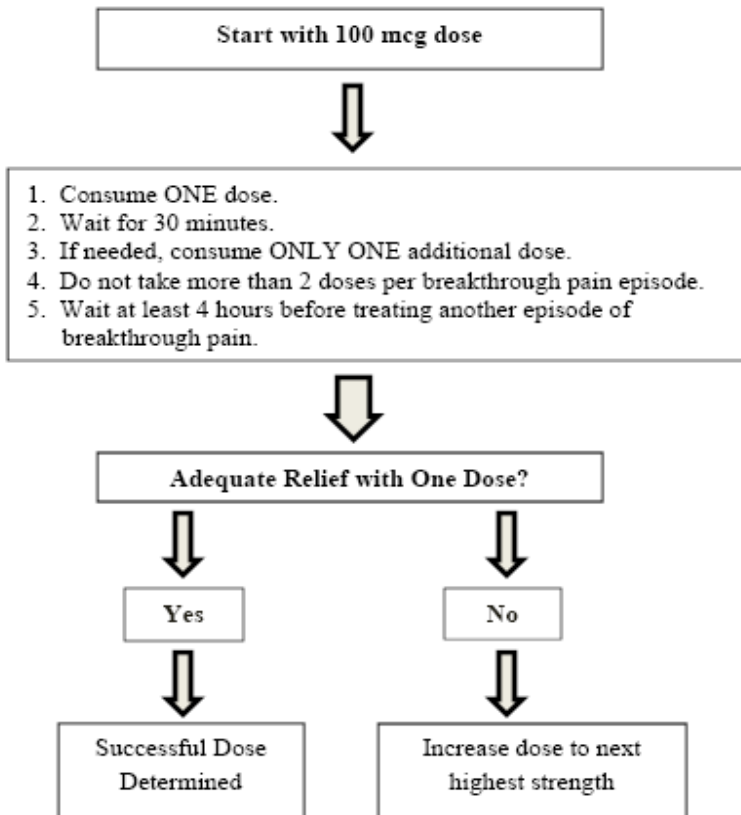 Start with 100 mcg dose
1. Consume ONE dose.
2. Wait for 30 minutes.
3. If needed, consume ONLY ONE additional dose.
4. Do not take more than 2 doses per breakthrough pain episode.
5. Wait at least 4 hours before treating another episode of
breakthrough pain.
Adequate Relief with One Dose?
Yes
No
Successful Dose
Determined
Increase dose to next
highest strength